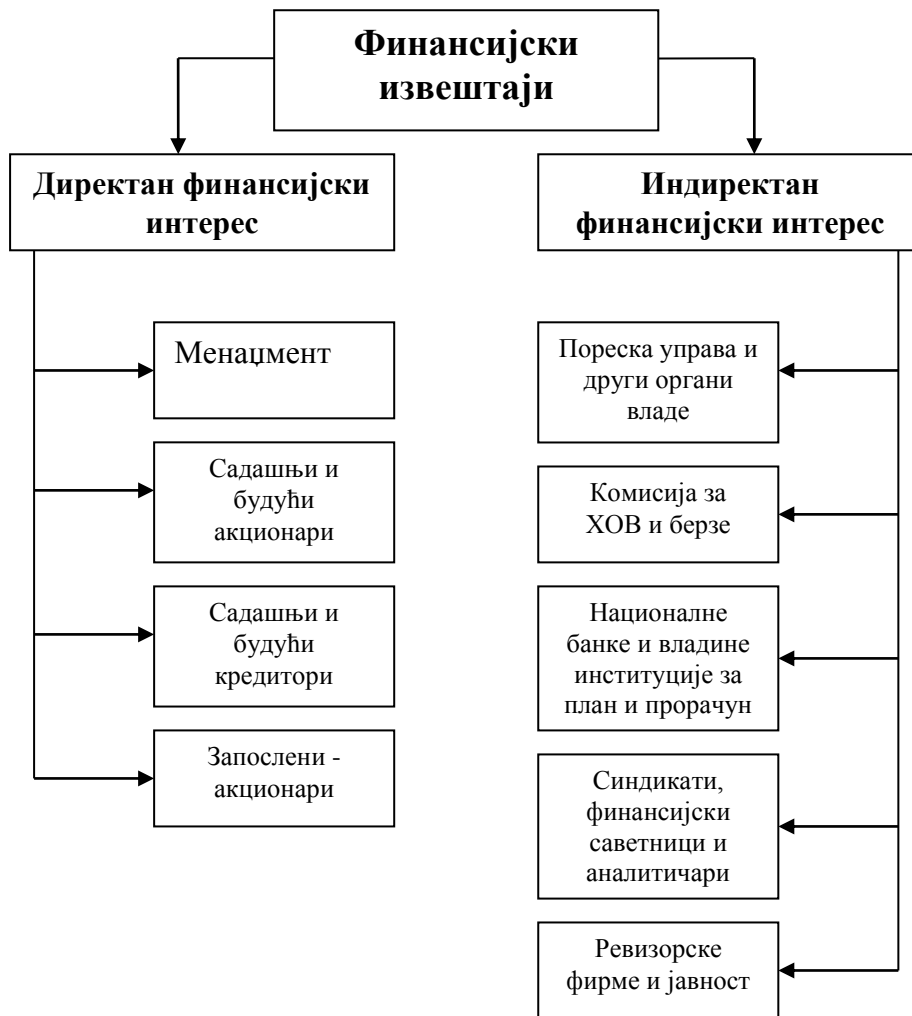 Финансијски
извештаји
Директан финансијски
интерес
Индиректан
финансијски интерес
Менаџмент
Садашњи и
будући
акционари
Садашњи и
будући
кредитори
Запослени -
акционари
Пореска управа и
други органи
владе
Комисија за
ХОВ и берзе
Националне
банке и владине
институције за
план и прорачун
Синдикати,
финансијски
саветници и
аналитичари
Ревизорске
фирме и јавност